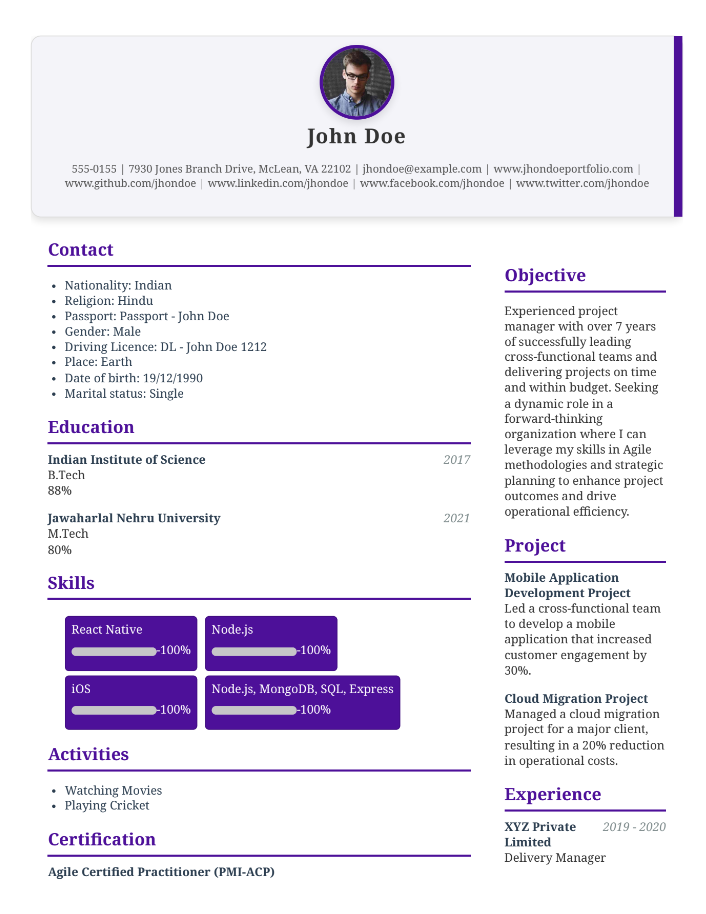 John Doe
555-0155 | 7930 Jones Branch Drive, McLean, VA 22102 | jhondoe@example.com | www.jhondoeportfolio.com |
www.github.com/jhondoe | www.linkedin.com/jhondoe | www.facebook.com/jhondoe | www.twitter.com/jhondoe
Contact
• Nationality: Indian
• Religion: Hindu
• Passport: Passport - John Doe
• Gender: Male
• Driving Licence: DL - John Doe 1212
• Place: Earth
• Date of birth: 19/12/1990
• Marital status: Single
Education
Indian Institute of Science 2017
B.Tech
88%
Jawaharlal Nehru University 2021
M.Tech
80%
Skills
React Native
-100%
Node.js
-100%
iOS
-100%
Node.js, MongoDB, SQL, Express
-100%
Activities
• Watching Movies
• Playing Cricket
Certification
Agile Certified Practitioner (PMI-ACP)
Objective
Experienced project
manager with over 7 years
of successfully leading
cross-functional teams and
delivering projects on time
and within budget. Seeking
a dynamic role in a
forward-thinking
organization where I can
leverage my skills in Agile
methodologies and strategic
planning to enhance project
outcomes and drive
operational efficiency.
Project
Mobile Application
Development Project
Led a cross-functional team
to develop a mobile
application that increased
customer engagement by
30%.
Cloud Migration Project
Managed a cloud migration
project for a major client,
resulting in a 20% reduction
in operational costs.
Experience
XYZ Private 2019 - 2020
Limited
Delivery Manager